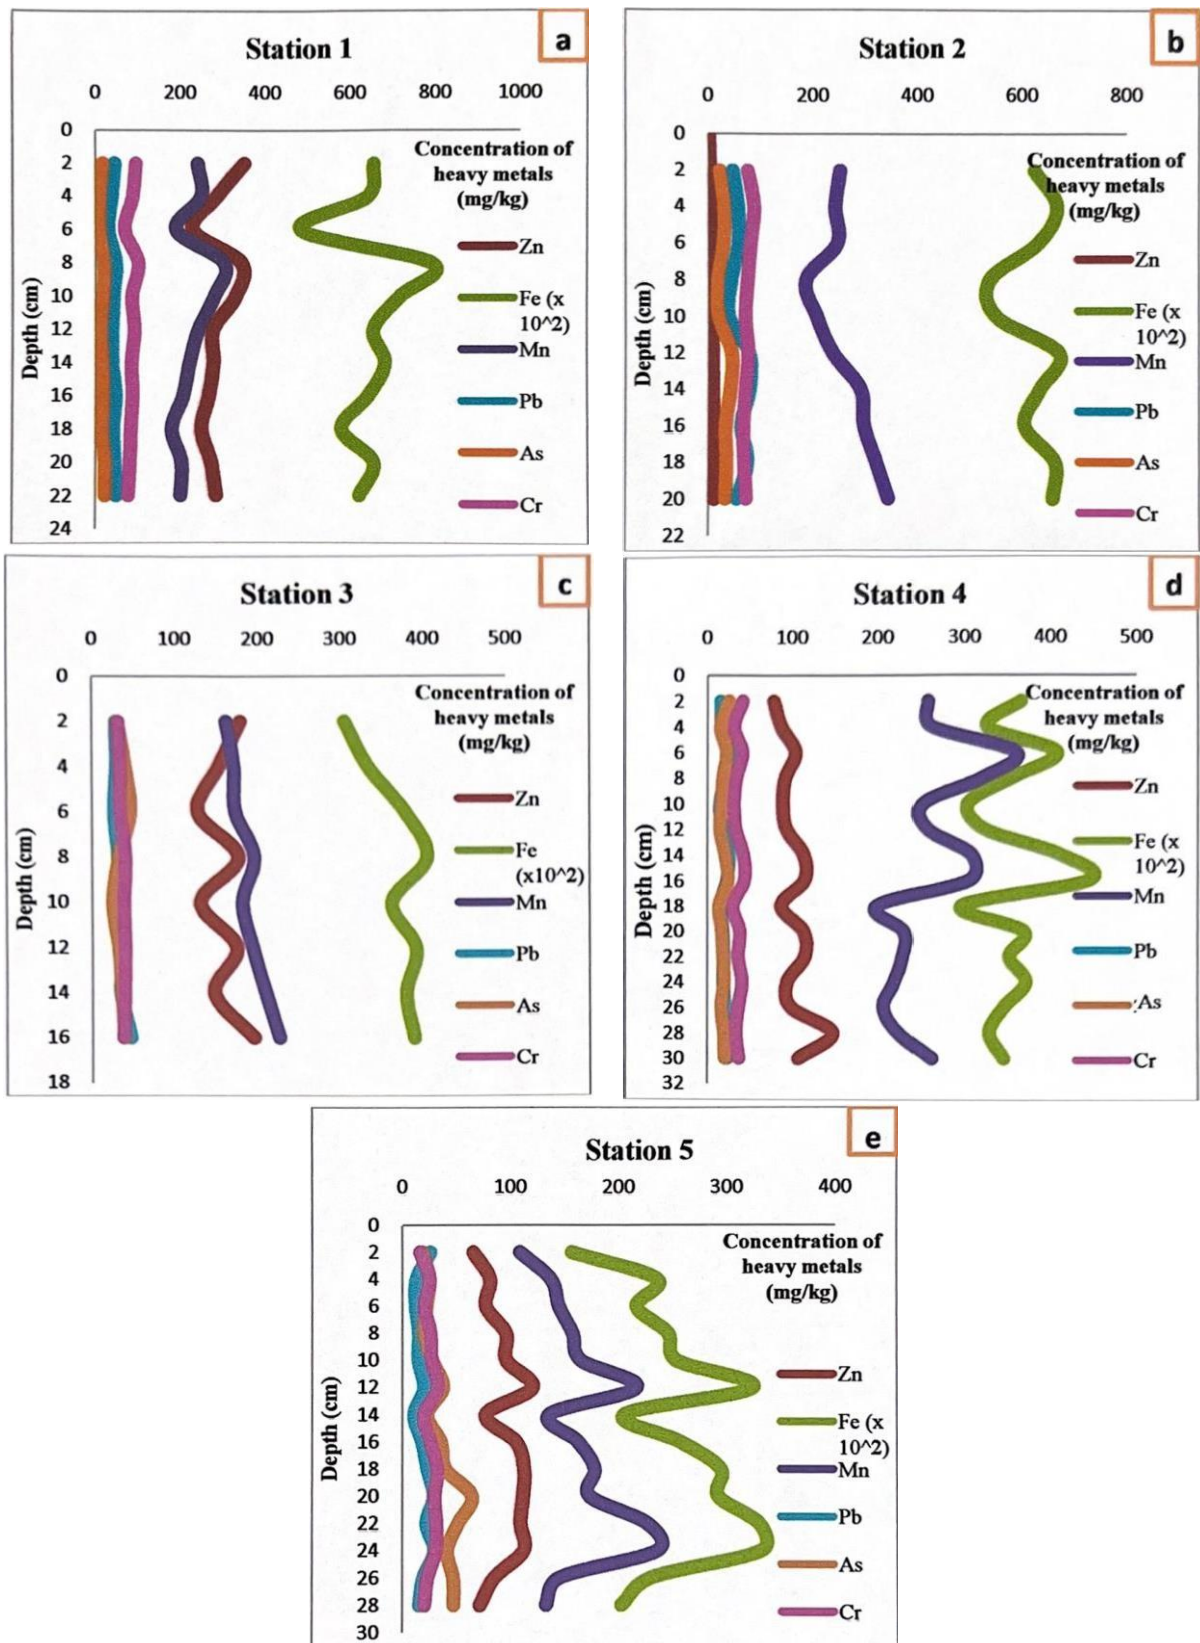 Station 1
a
0 200 400 600 800 1000
0
2
4
6
8
10
12
14
16
18
20
22
24
Depth (cm)
Concentration of
heavy metals
(mg/kg)
Zn
Fe (x
10^2)
Mn
Pb
As
Cr
Station 2
b
0 200 400 600 800
0
2
4
6
8
10
12
14
16
18
20
22
Depth (cm)
Concentration of
heavy metals
(mg/kg)
Zn
Fe (x
10^2)
Mn
Pb
As
Cr
Station 3
c
0 100 200 300 400 500
0
2
4
6
8
10
12
14
16
18
Depth (cm)
Concentration of
heavy metals
(mg/kg)
Zn
Fe
(x10^2)
Mn
Pb
As
Cr
Station 4
d
0 100 200 300 400 500
0
2
4
6
8
10
12
14
16
18
20
22
24
26
28
30
32
Depth (cm)
Concentration of
heavy metals
(mg/kg)
Zn
Fe (x
10^2)
Mn
Pb
As
Cr
Station 5
e
0 100 200 300 400
0
2
4
6
8
10
12
14
16
18
20
22
24
26
28
30
Depth (cm)
Concentration of
heavy metals
(mg/kg)
Zn
Fe (x
10^2)
Mn
Pb
As
Cr